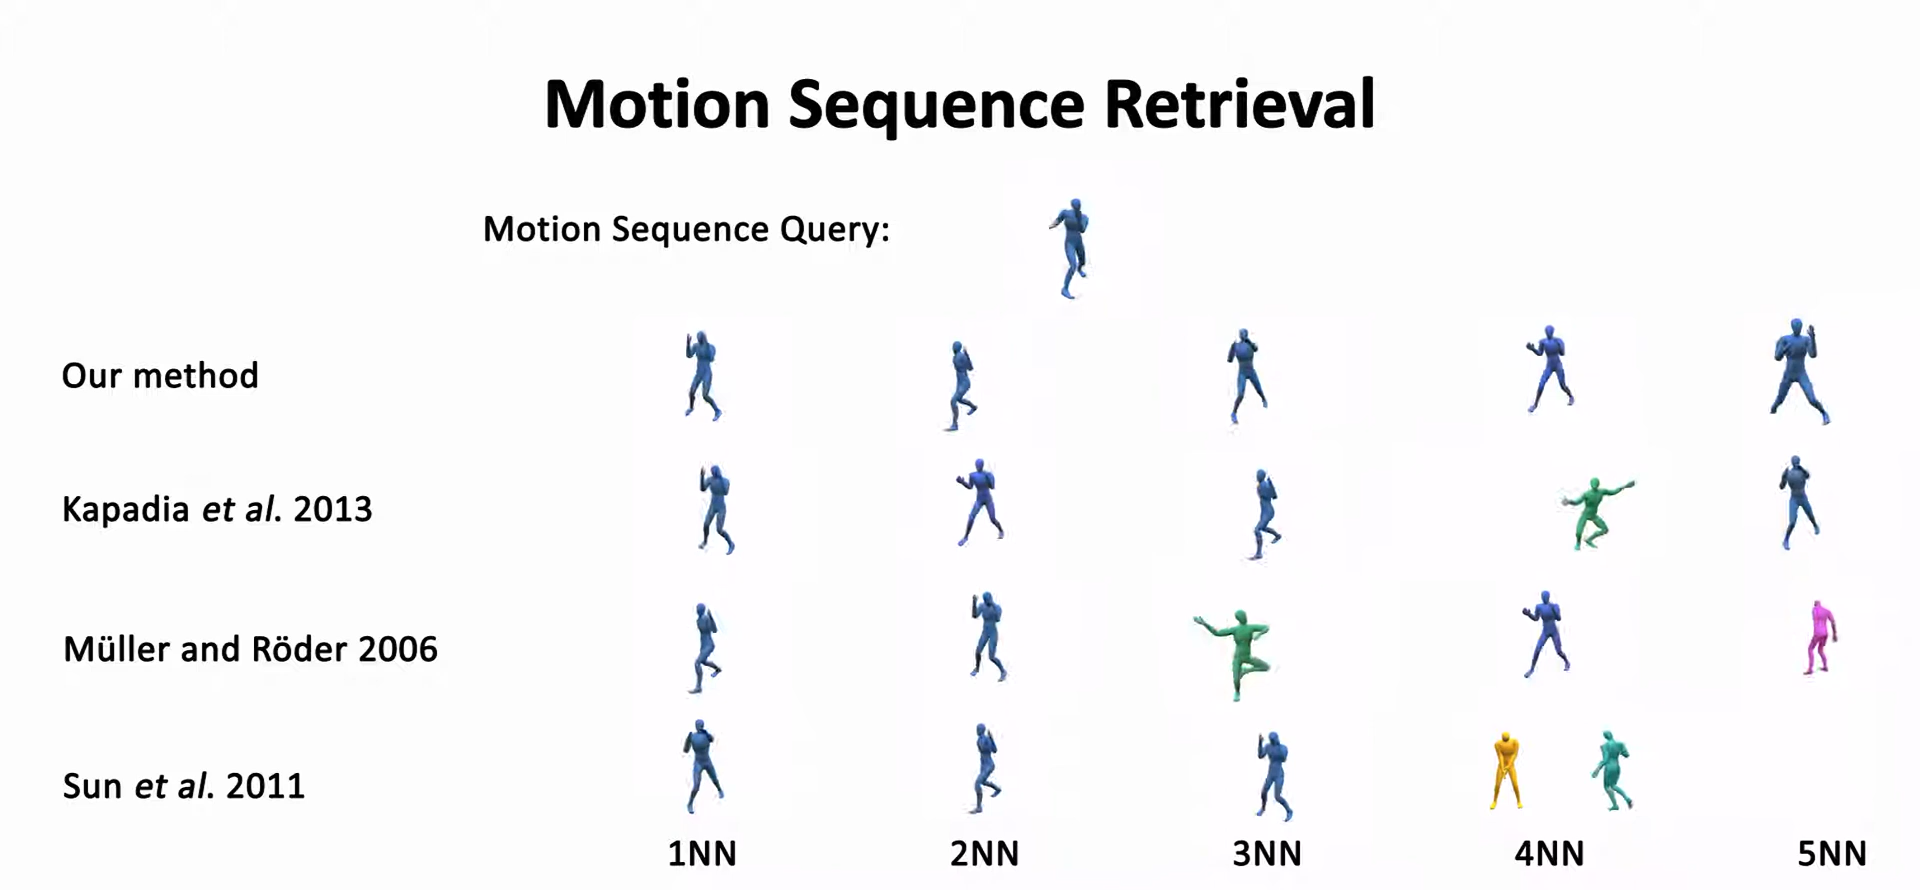 Motion Sequence Retrieval
Motion Sequence Query:
Our method
Kapadia et al. 2013
Müller and Röder 2006
Sun et al. 2011
1NN 2NN 3NN 4NN 5NN